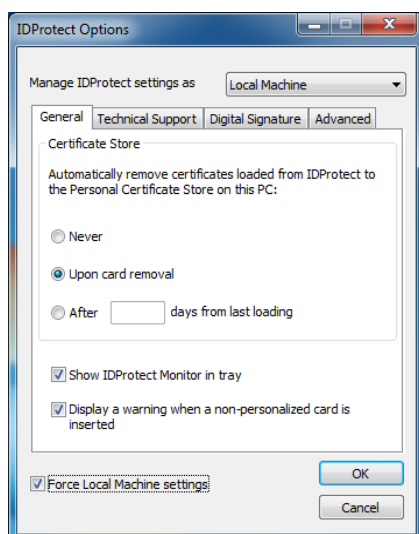 IDProtect Options
Manage IDProtect settings as Local Machine
General Technical Support Digital Signature Advanced
Certificate Store
Automatically remove certificates loaded from IDProtect to
the Personal Certificate Store on this PC:
Never
Upon card removal
After days from last loading
Show IDProtect Monitor in tray
Display a warning when a non-personalized card is
inserted
Force Local Machine settings
OK
Cancel